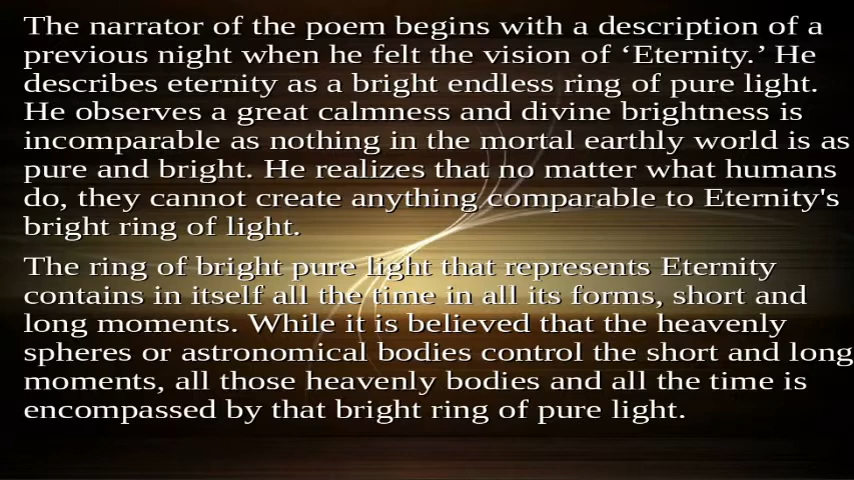 The narrator of the poem begins with a description of a
previous night when he felt the vision of ‘Eternity.’ He
describes eternity as a bright endless ring of pure light.
He observes a great calmness and divine brightness is
incomparable as nothing in the mortal earthly world is as
pure and bright. He realizes that no matter what humans
do, they cannot create anything comparable to Eternity's
bright ring of light.
The ring of bright pure light that represents Eternity
contains in itself all the time in all its forms, short and
long moments. While it is believed that the heavenly
spheres or astronomical bodies control the short and long
moments, all those heavenly bodies and all the time is
encompassed by that bright ring of pure light.